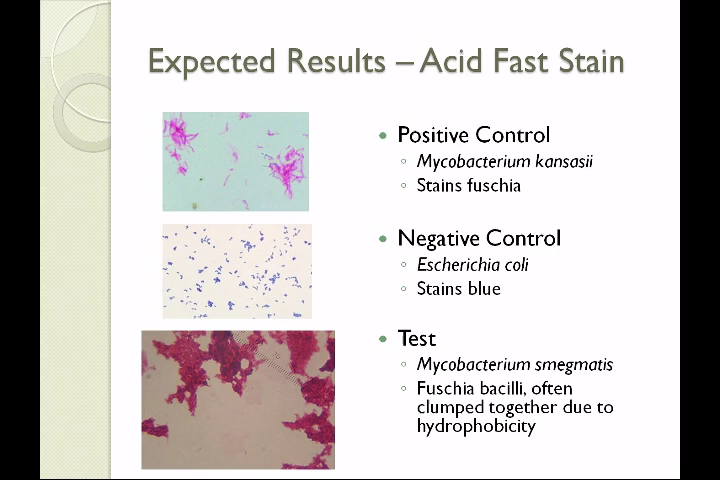 Expected Results – Acid Fast Stain
Positive Control
Mycobacterium kansasii
Stains fuschia
Negative Control
Escherichia coli
Stains blue
Test
Mycobacterium smegmatis
Fuschia bacilli, often
clumped together due to
hydrophobicity